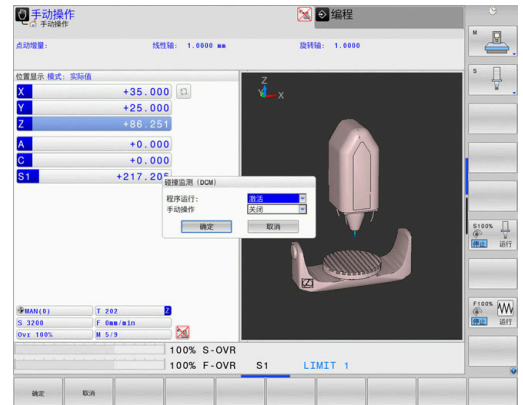 手动操作
手动操作
编程
点动增量:
线性轴: 1.0000 mm
旋转轴: 1.0000
位置显示 模式: 实际值
X +35.000
Y +25.000
Z +86.251
A +0.000
C +0.000
S1 +217.205
Z
Y
X
碰撞监测 (DCM)
程序运行: 激活
手动操作 关闭
确定 取消
MAN(0) T 202 Z
S 3200 F 0mm/min
Ovr 100% M 5/9
100% S-OVR
100% F-OVR S1 LIMIT 1
M
S
S100%
停止 运行
F100%
停止 运行
确定 取消